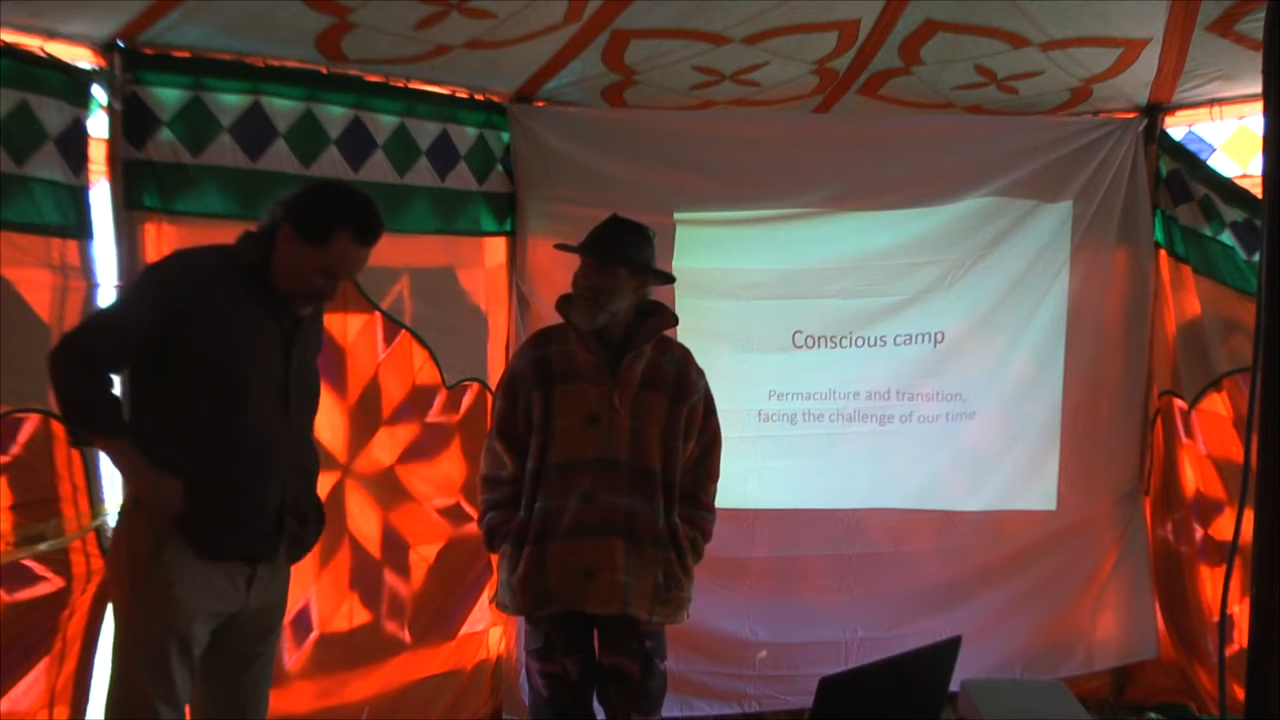 Conscious camp
Permaculture and transition,
facing the challenge of our time